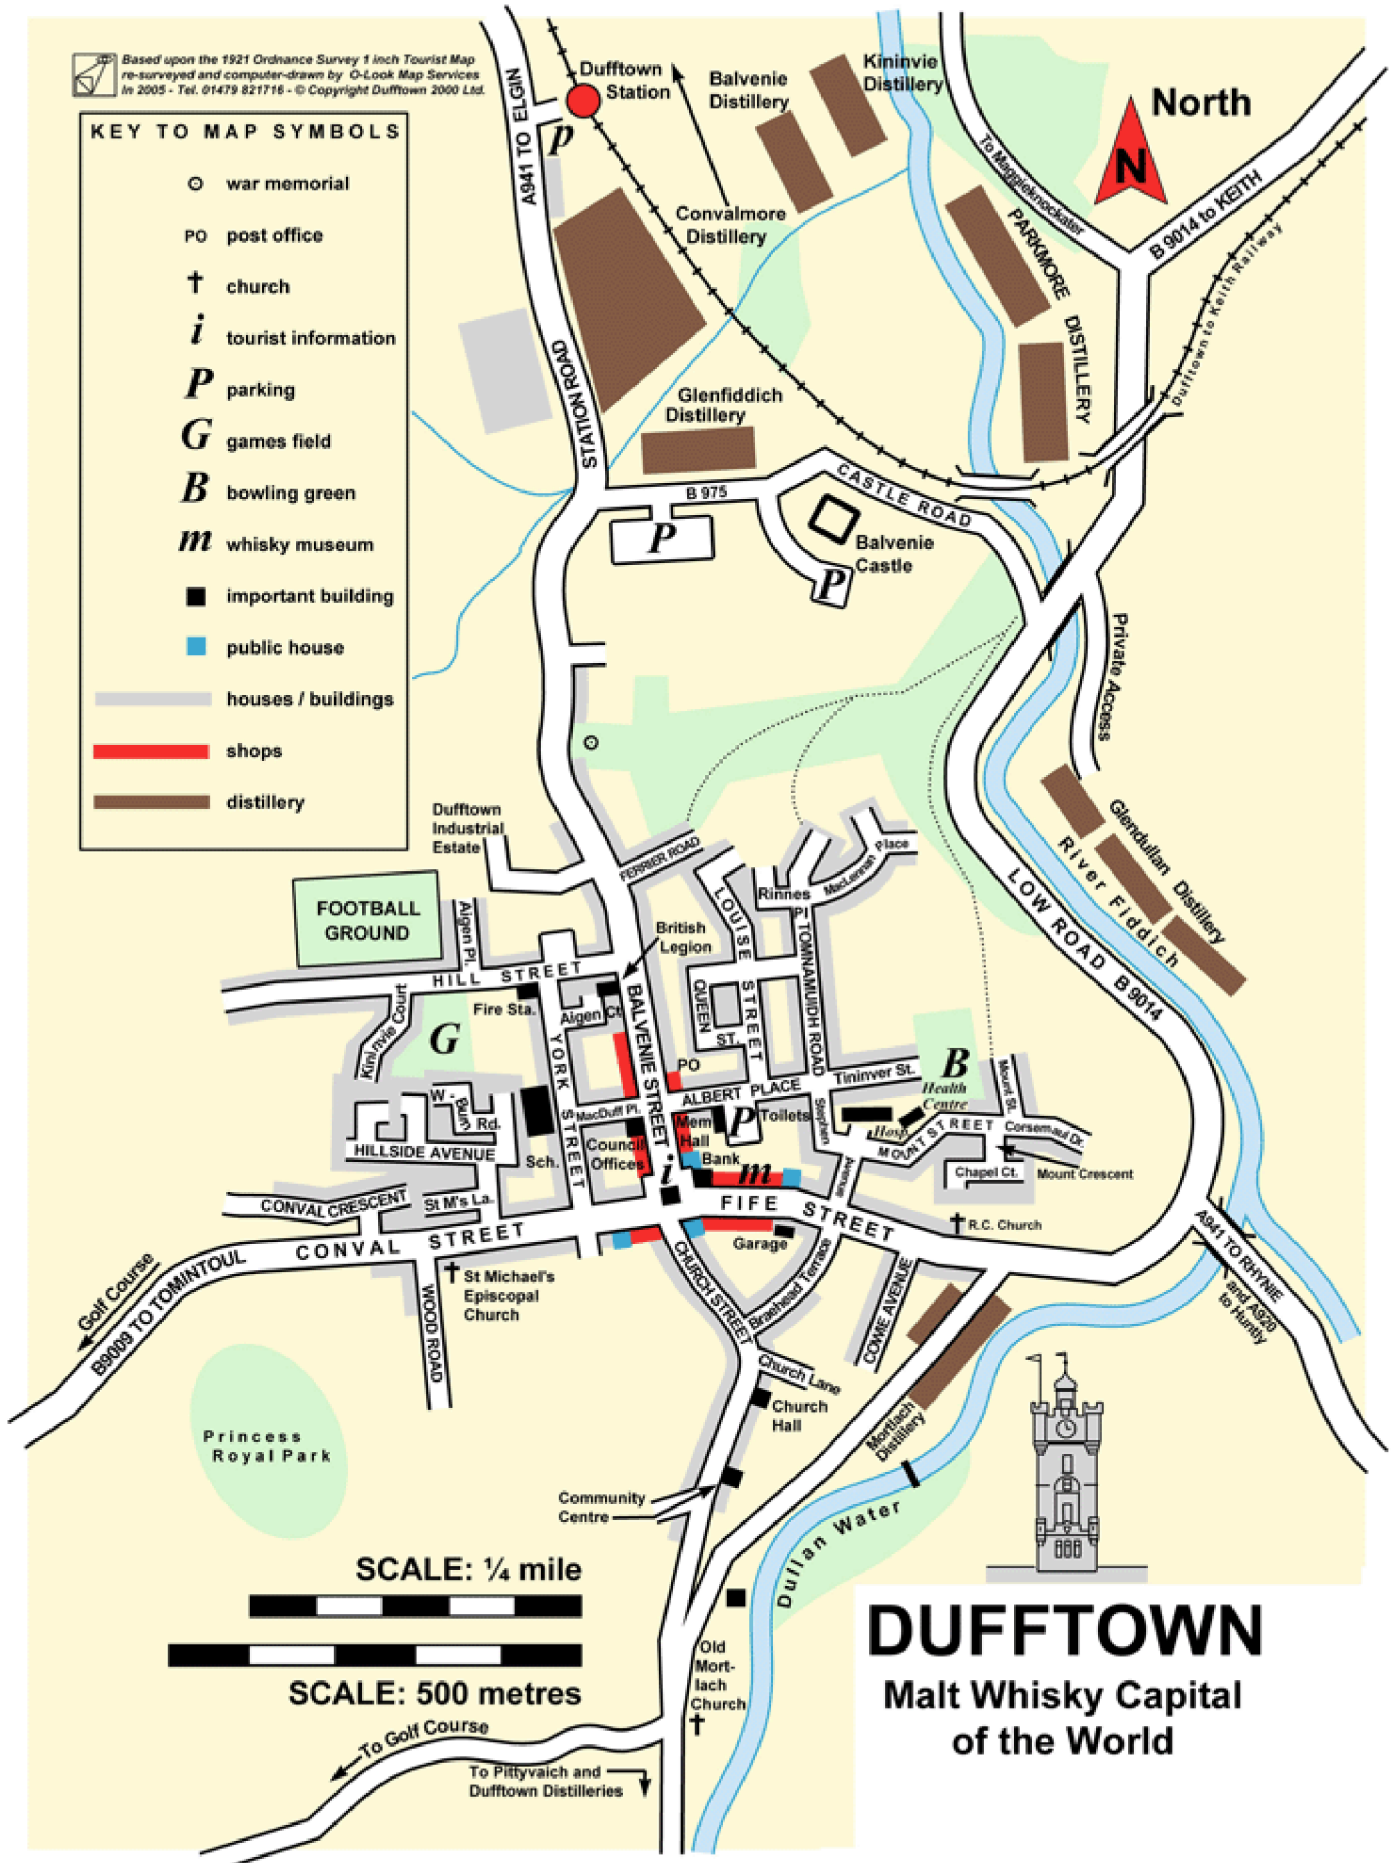 Based upon the 1921 Ordnance Survey 1 inch Tourist Map
re-surveyed and computer-drawn by O-Look Map Services
In 2005 - Tel. 01479 821716 - © Copyright Dufftown 2000 Ltd.
KEY TO MAP SYMBOLS
war memorial
PO post office
church
i tourist information
P parking
G games field
B bowling green
m whisky museum
important building
public house
houses / buildings
shops
distillery
A941 TO ELGIN
Dufftown
Station
p
Balvenie
Distillery
Kininvie
Distillery
Convalmore
Distillery
North
N
To Maggieknockater
B 9014 to KEITH
Dufftown to Keith Railway
PARKMORE DISTILLERY
STATION ROAD
Glenfiddich
Distillery
B 975
CASTLE ROAD
P
Balvenie
Castle
P
Private Access
Glendullan Distillery
River Fiddich
LOW ROAD B 9014
Dufftown
Industrial
Estate
FERRIER ROAD
MacLennan Place
Rinnes
Pl
FOOTBALL
GROUND
Aigen Pl.
British
Legion
LOUISE STREET
TOMNAMUIDH ROAD
HILL STREET
Fire Sta.
Aigen Ct
QUEEN
ST.
Kininvie Court
G
YORK STREET
BALVENIE STREET
PO
ALBERT PLACE
Tininver St.
B
Health
Centre
Mount St.
W -
Burn
Rd.
MacDuff Pl.
Mem
Hall
P
Toilets
Stephen
Avenue
Hosp.
MOUNT STREET
Corsemaul Dr.
HILLSIDE AVENUE
Sch.
Council
Offices
i
Bank
m
Chapel Ct.
Mount Crescent
CONVAL CRESCENT
St M's La.
FIFE STREET
R.C. Church
CONVAL STREET
Garage
A941 TO RHYNIE
and A920
to Huntly
Golf Course
B9009 TO TOMINTOUL
St Michael's
Episcopal
Church
WOOD ROAD
CHURCH STREET
Braehead Terrace
COWIE AVENUE
Church Lane
Church
Hall
Mortlach
Distillery
Princess
Royal Park
Community
Centre
Dullan Water
SCALE: ¼ mile
SCALE: 500 metres
Old
Mort-
lach
Church
To Golf Course
To Pittyvaich and
Dufftown Distilleries
DUFFTOWN
Malt Whisky Capital
of the World